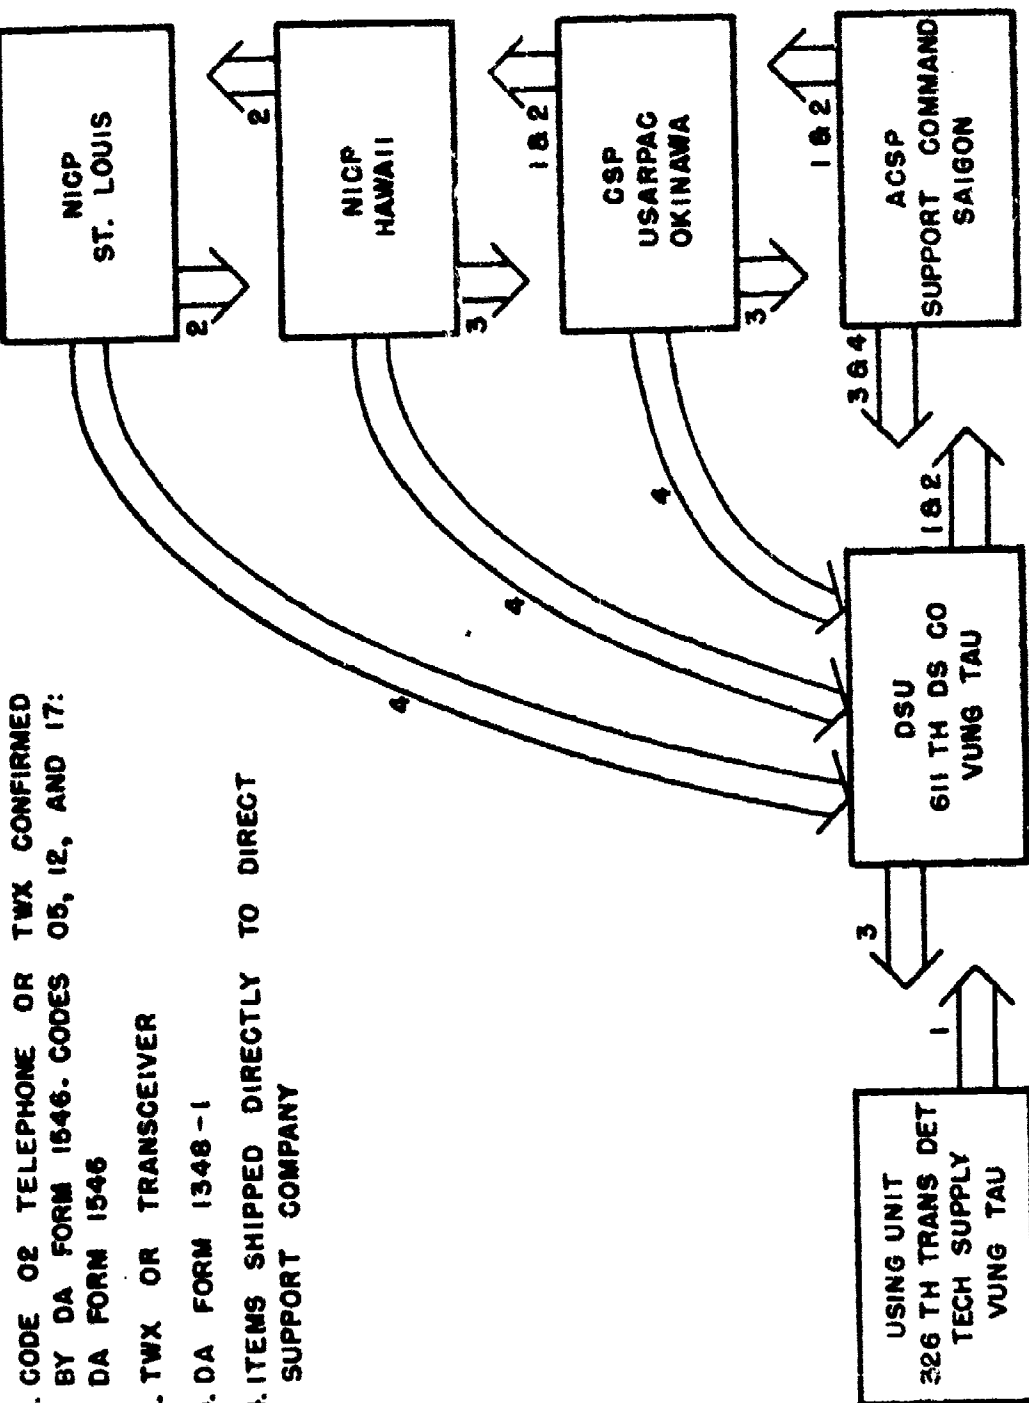 . CODE 02 TELEPHONE OR TWX CONFIRMED
BY DA FORM 1546. CODES 05, 12, AND 17:
DA FORM 1546
. TWX OR TRANSCEIVER
. DA FORM 1348-1
. ITEMS SHIPPED DIRECTLY TO DIRECT
SUPPORT COMPANY
NICP
ST. LOUIS
2
2
4
NICP
HAWAII
3
1 & 2
4
CSP
USARPAC
OKINAWA
3
1 & 2
4
ACSP
SUPPORT COMMAND
SAIGON
3 & 4
1 & 2
DSU
611 TH DS CO
VUNG TAU
3
1
USING UNIT
326 TH TRANS DET
TECH SUPPLY
VUNG TAU